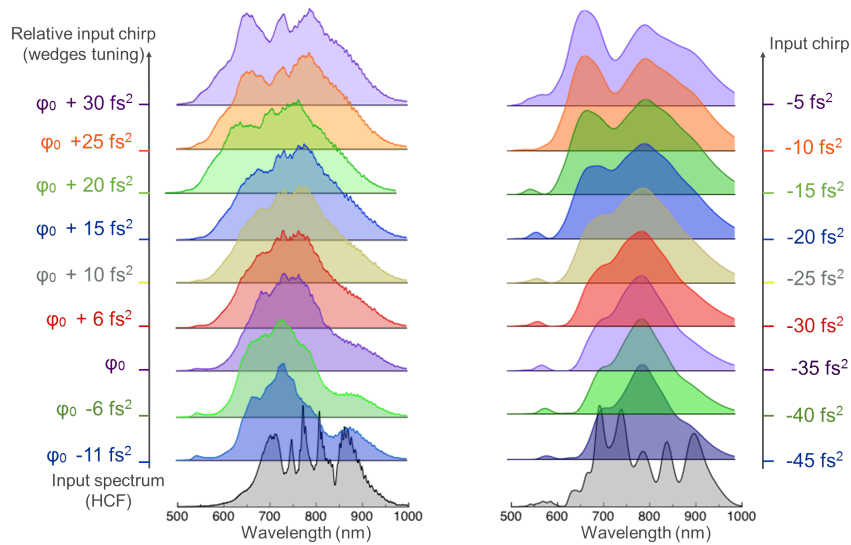 Relative input chirp
(wedges tuning)
φ₀ + 30 fs²
φ₀ +25 fs²
φ₀ + 20 fs²
φ₀ + 15 fs²
φ₀ + 10 fs²
φ₀ + 6 fs²
φ₀
φ₀ -6 fs²
φ₀ -11 fs²
Input spectrum
(HCF)
500 600 700 800 900 1000
Wavelength (nm)
Input chirp
-5 fs²
-10 fs²
-15 fs²
-20 fs²
-25 fs²
-30 fs²
-35 fs²
-40 fs²
-45 fs²
500 600 700 800 900 1000
Wavelength (nm)